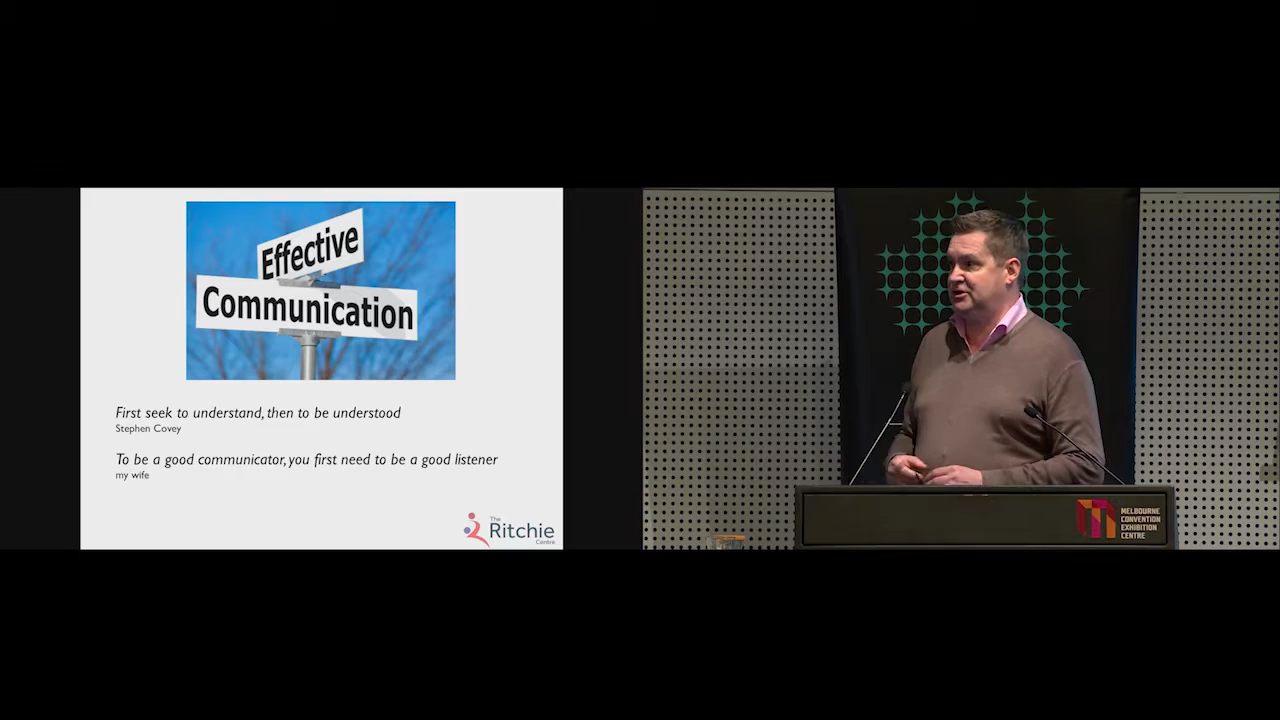 Effective
Communication
First seek to understand, then to be understood
Stephen Covey
To be a good communicator, you first need to be a good listener
my wife
The
Ritchie
Centre
MELBOURNE
CONVENTION
EXHIBITION
CENTRE